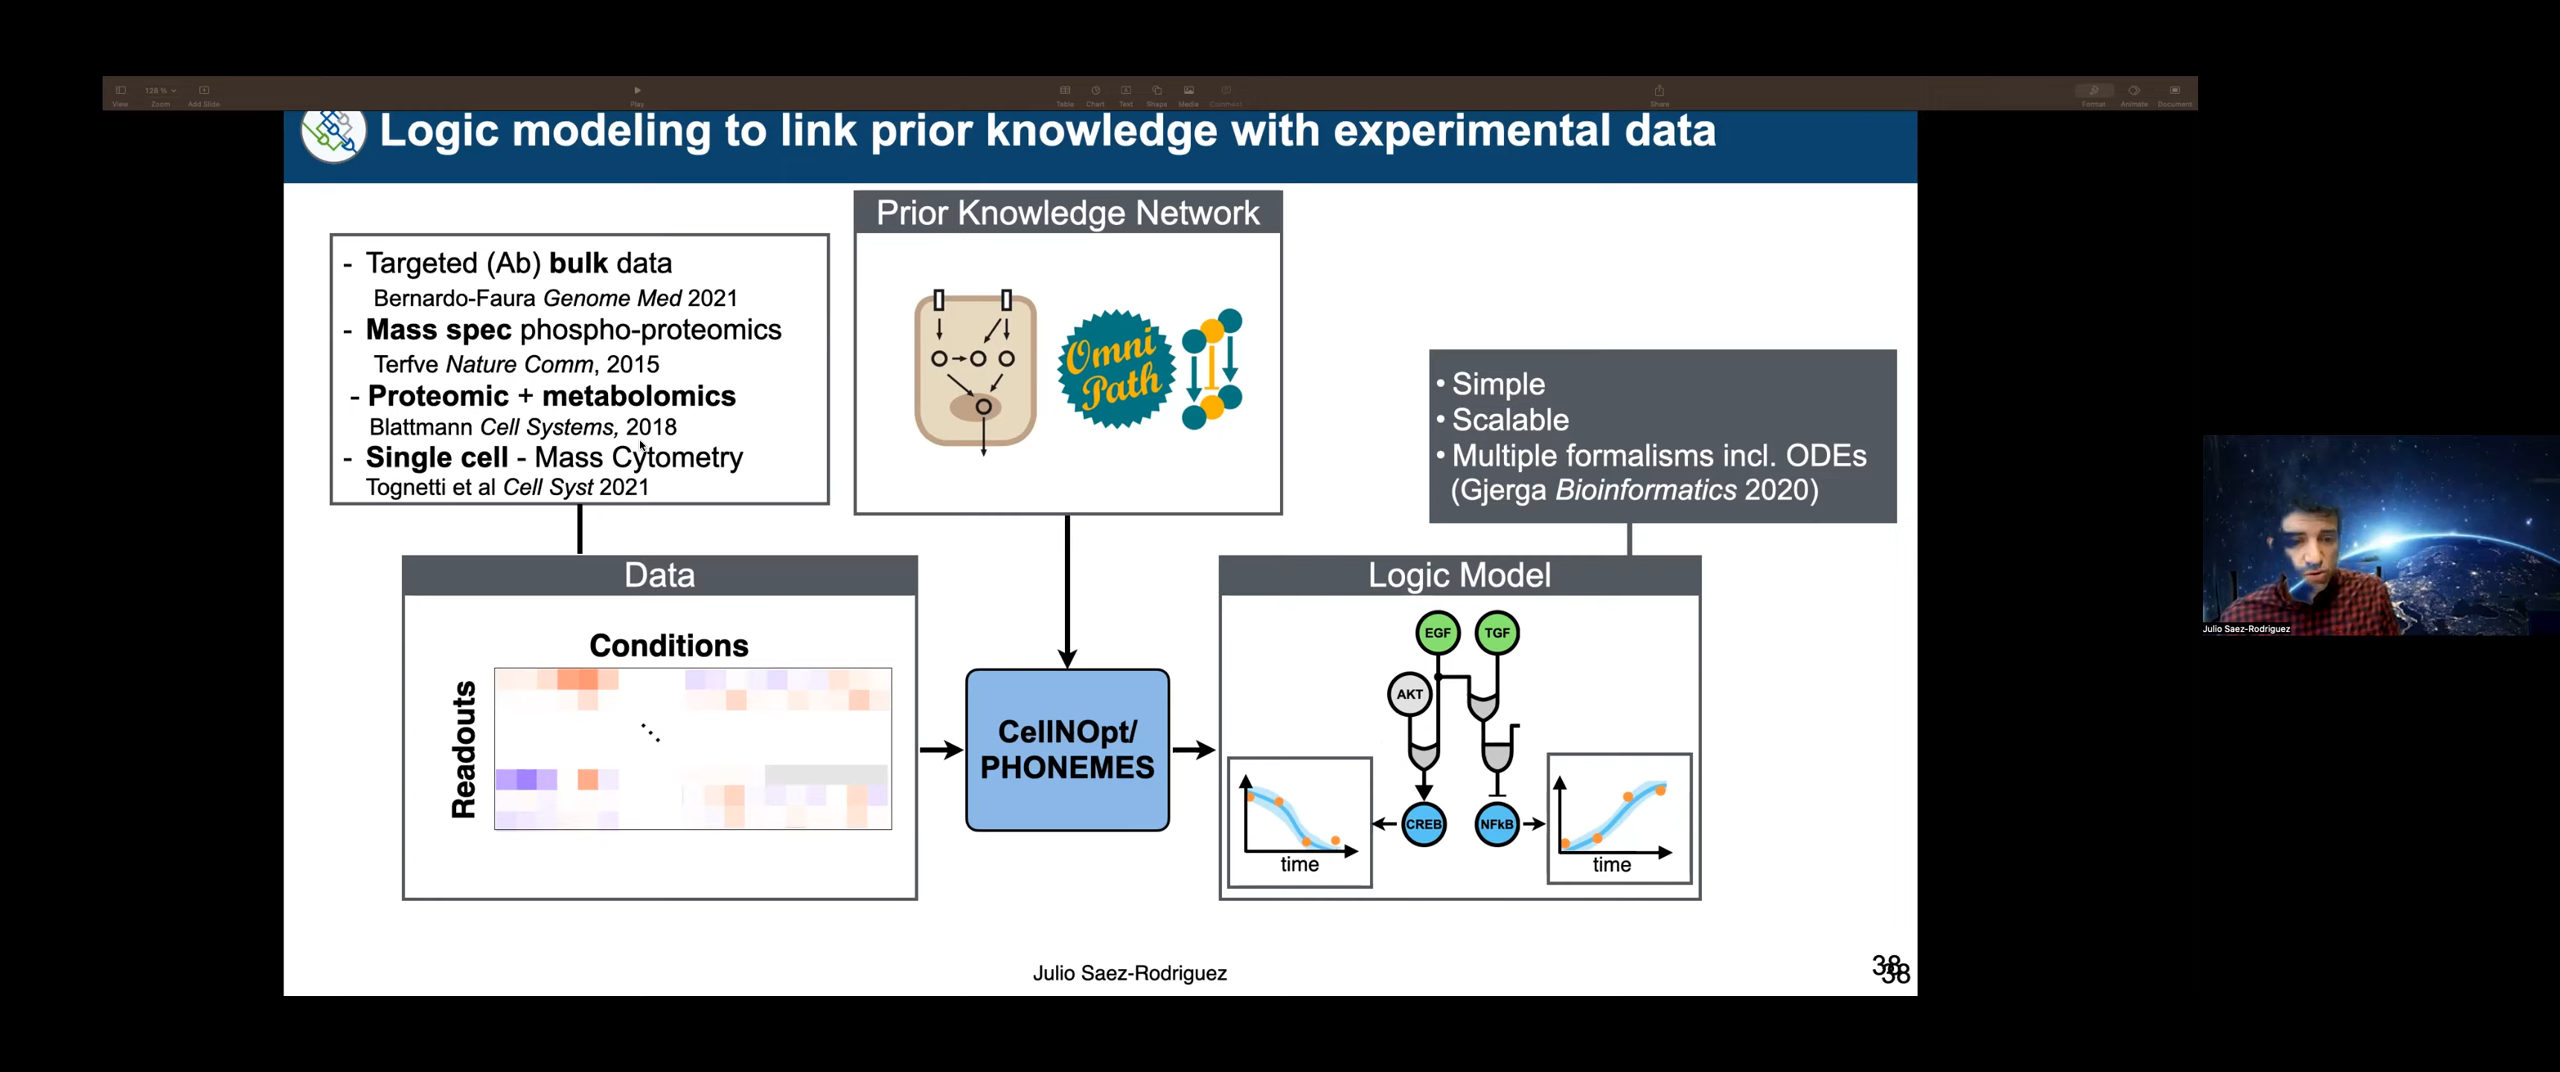 View
128 %
Zoom
Add Slide
Play
Table
Chart
Text
Shape
Media
Comment
Share
Format
Animate
Document
Logic modeling to link prior knowledge with experimental data
Prior Knowledge Network
- Targeted (Ab) bulk data
Bernardo-Faura Genome Med 2021
- Mass spec phospho-proteomics
Terfve Nature Comm, 2015
- Proteomic + metabolomics
Blattmann Cell Systems, 2018
- Single cell - Mass Cytometry
Tognetti et al Cell Syst 2021
Omni
Path
• Simple
• Scalable
• Multiple formalisms incl. ODEs
(Gjerga Bioinformatics 2020)
Data
Conditions
Readouts
CellNOpt/
PHONEMES
Logic Model
EGF
TGF
AKT
CREB
NFkB
time
time
Julio Saez-Rodriguez
38
38
Julio Saez-Rodriguez